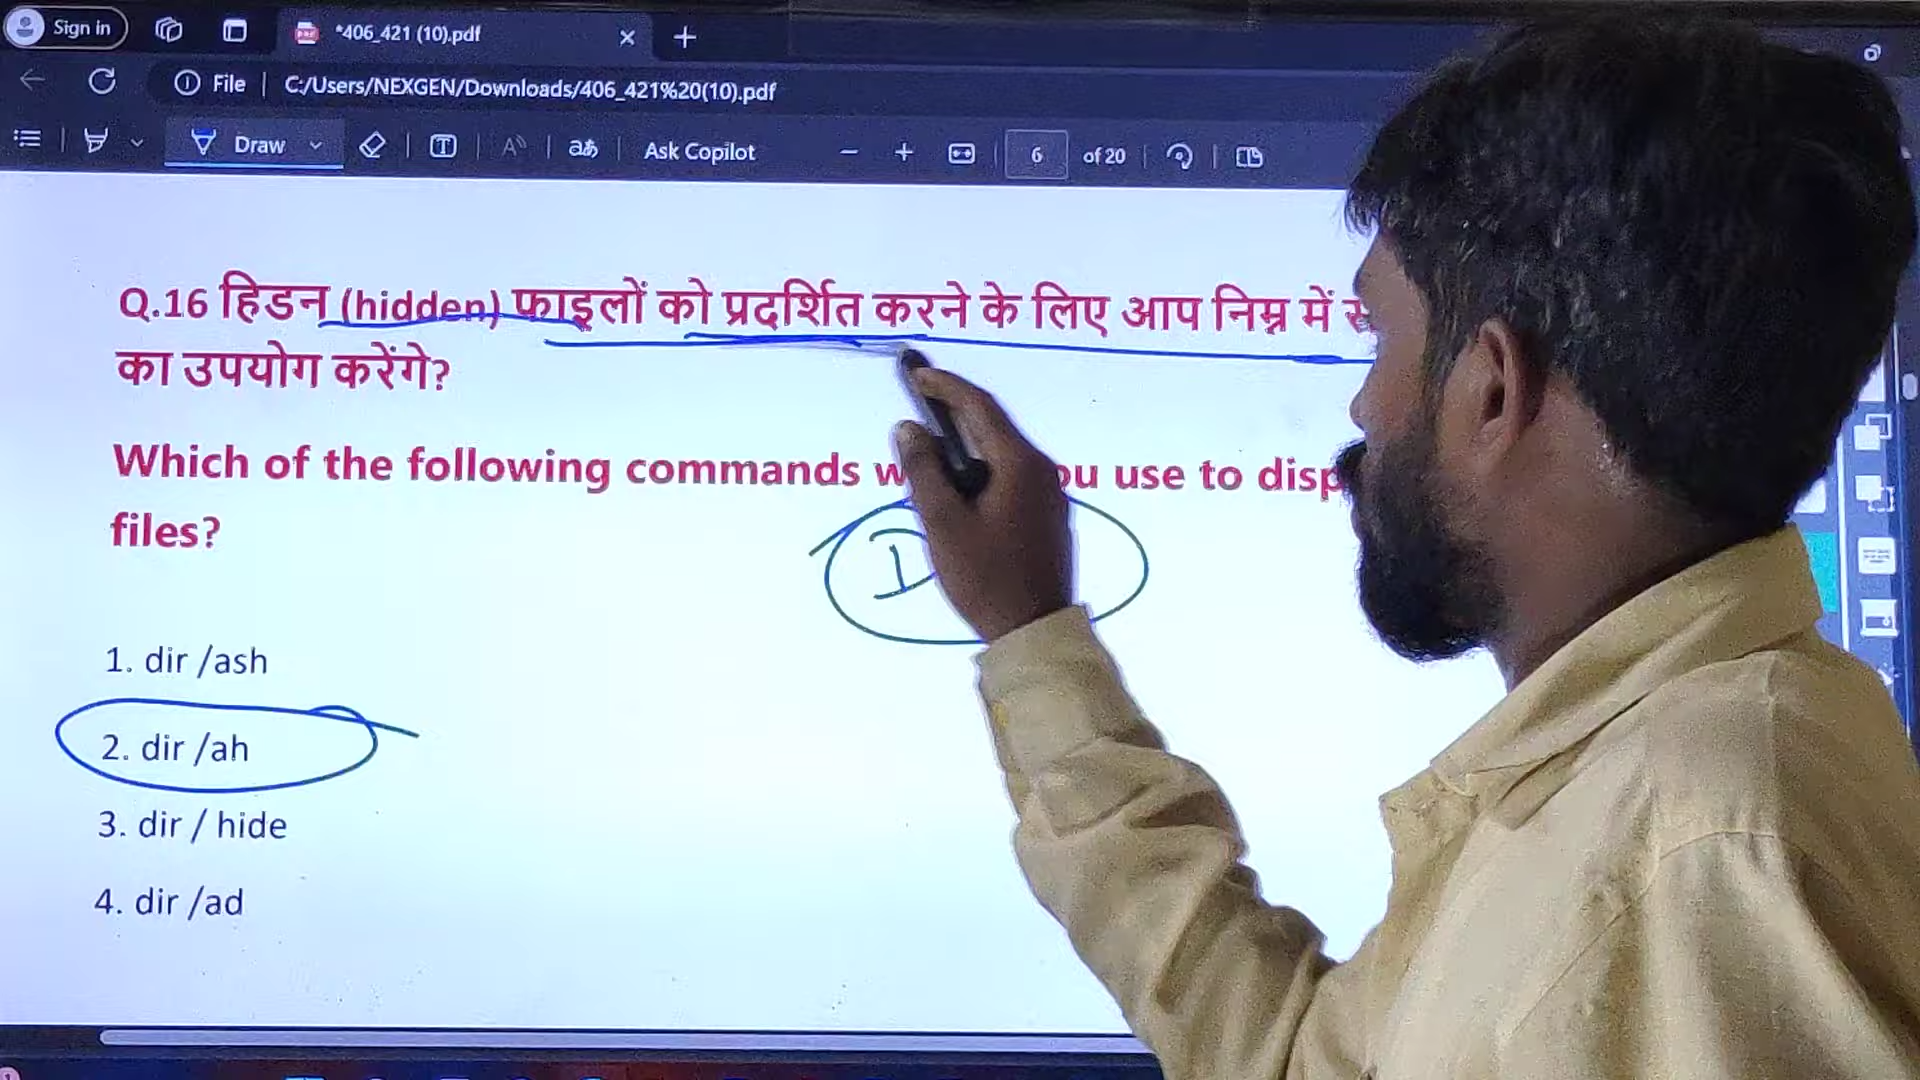 Sign in
*406_421 (10).pdf
File | C:/Users/NEXGEN/Downloads/406_421%20(10).pdf
Draw
Ask Copilot
6 of 20
Q.16 हिडन (hidden) फाइलों को प्रदर्शित करने के लिए आप निम्न में
का उपयोग करेंगे?
Which of the following commands use to
files?
1. dir /ash
2. dir /ah
3. dir / hide
4. dir /ad